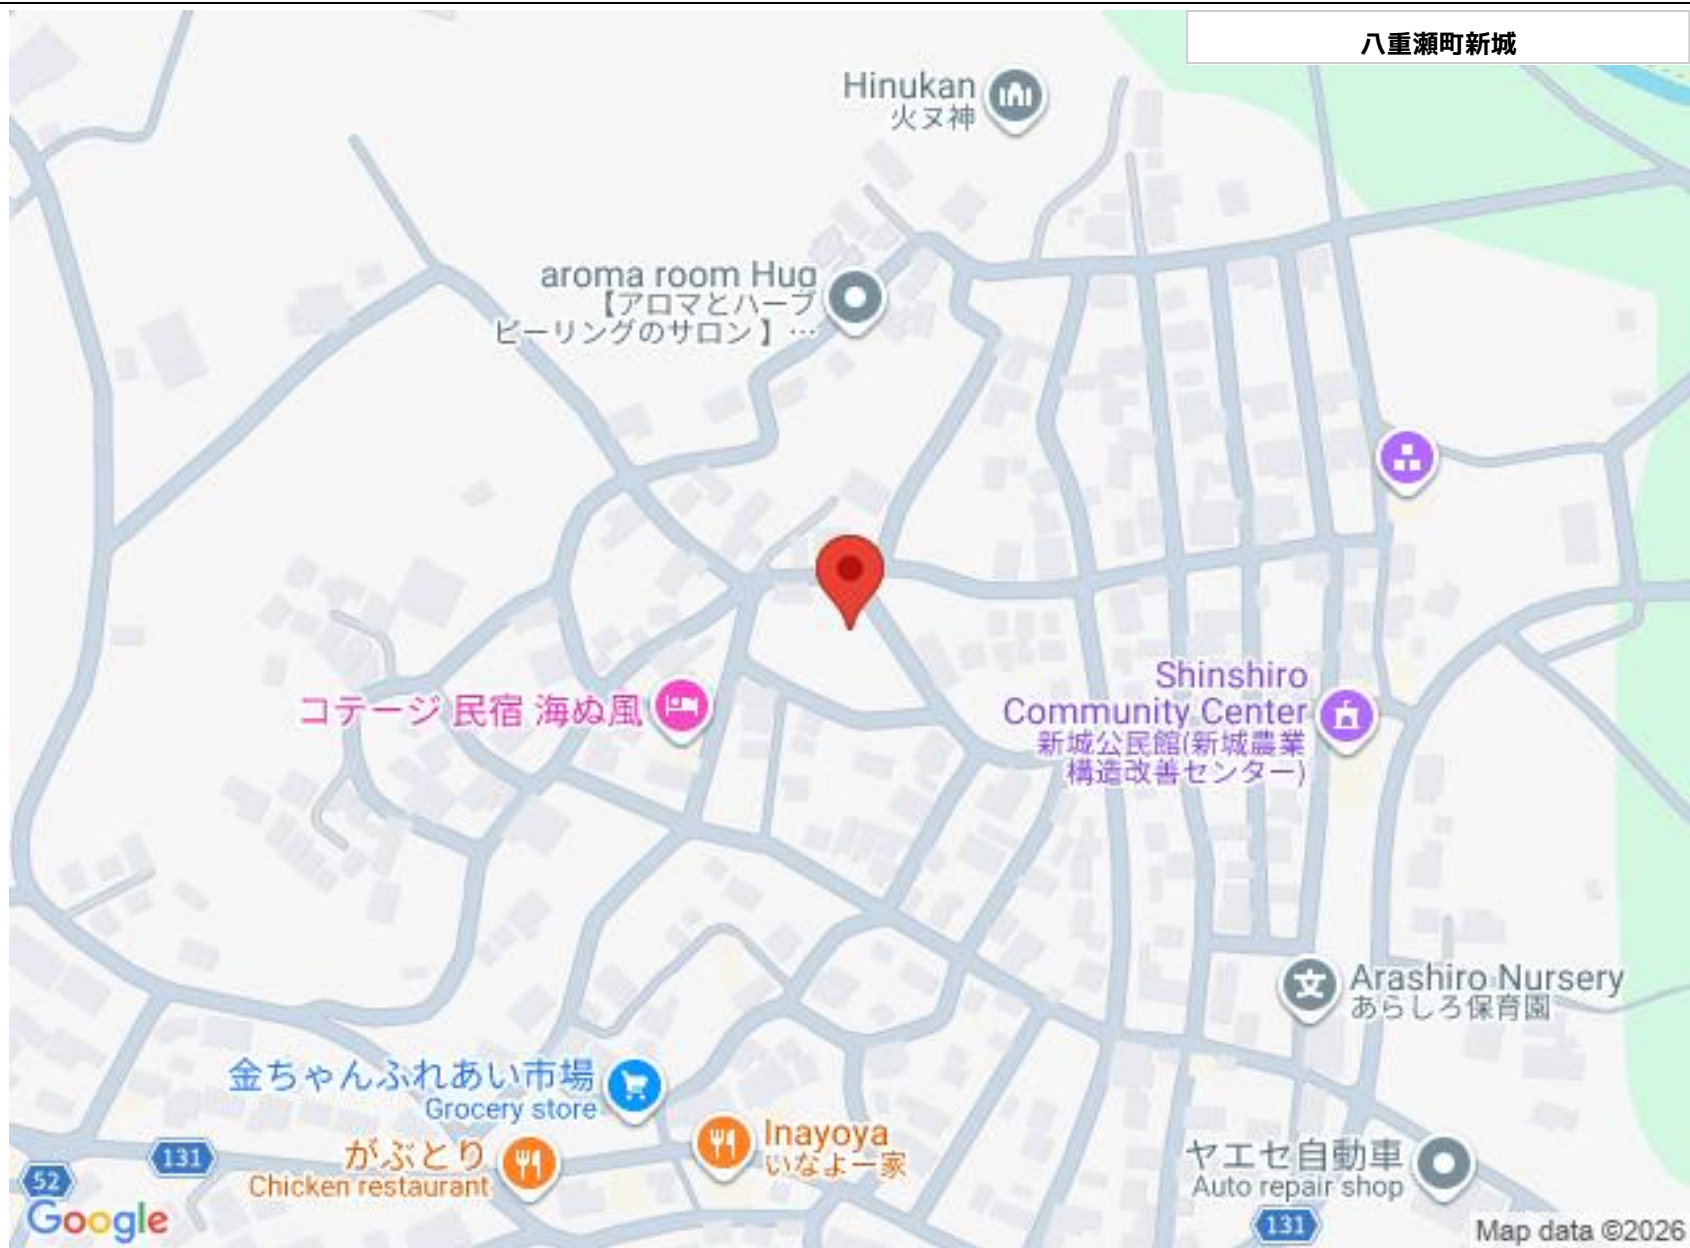 八重瀬町新城
Hinukan
火ヌ神
aroma room Hug
【アロマとハーブ
ピーリングのサロン】…
コテージ 民宿 海ぬ風
Shinshiro
Community Center
新城公民館(新城農業
構造改善センター)
Arashiro Nursery
あらしろ保育園
金ちゃんふれあい市場
Grocery store
Inayoya
いなよー家
がぶとり
Chicken restaurant
ヤエセ自動車
Auto repair shop
131
52
131
Google
Map data ©2026